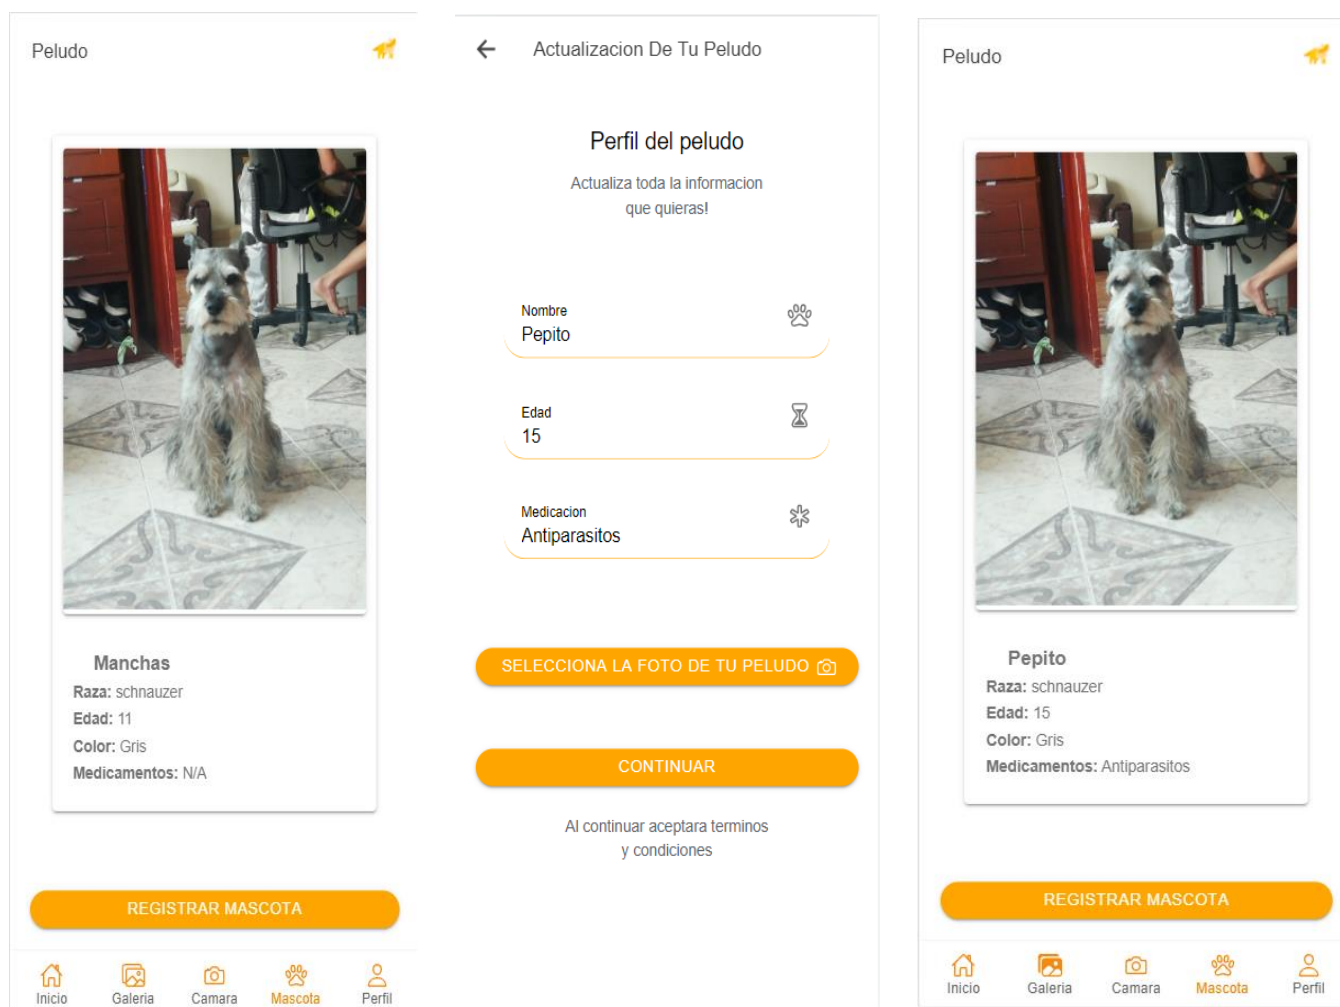 Peludo
Manchas
Raza: schnauzer
Edad: 11
Color: Gris
Medicamentos: N/A
REGISTRAR MASCOTA
Inicio
Galeria
Camara
Mascota
Perfil
Actualizacion De Tu Peludo
Perfil del peludo
Actualiza toda la informacion
que quieras!
Nombre
Pepito
Edad
15
Medicacion
Antiparasitos
SELECCIONA LA FOTO DE TU PELUDO
CONTINUAR
Al continuar aceptara terminos
y condiciones
Peludo
Pepito
Raza: schnauzer
Edad: 15
Color: Gris
Medicamentos: Antiparasitos
REGISTRAR MASCOTA
Inicio
Galeria
Camara
Mascota
Perfil